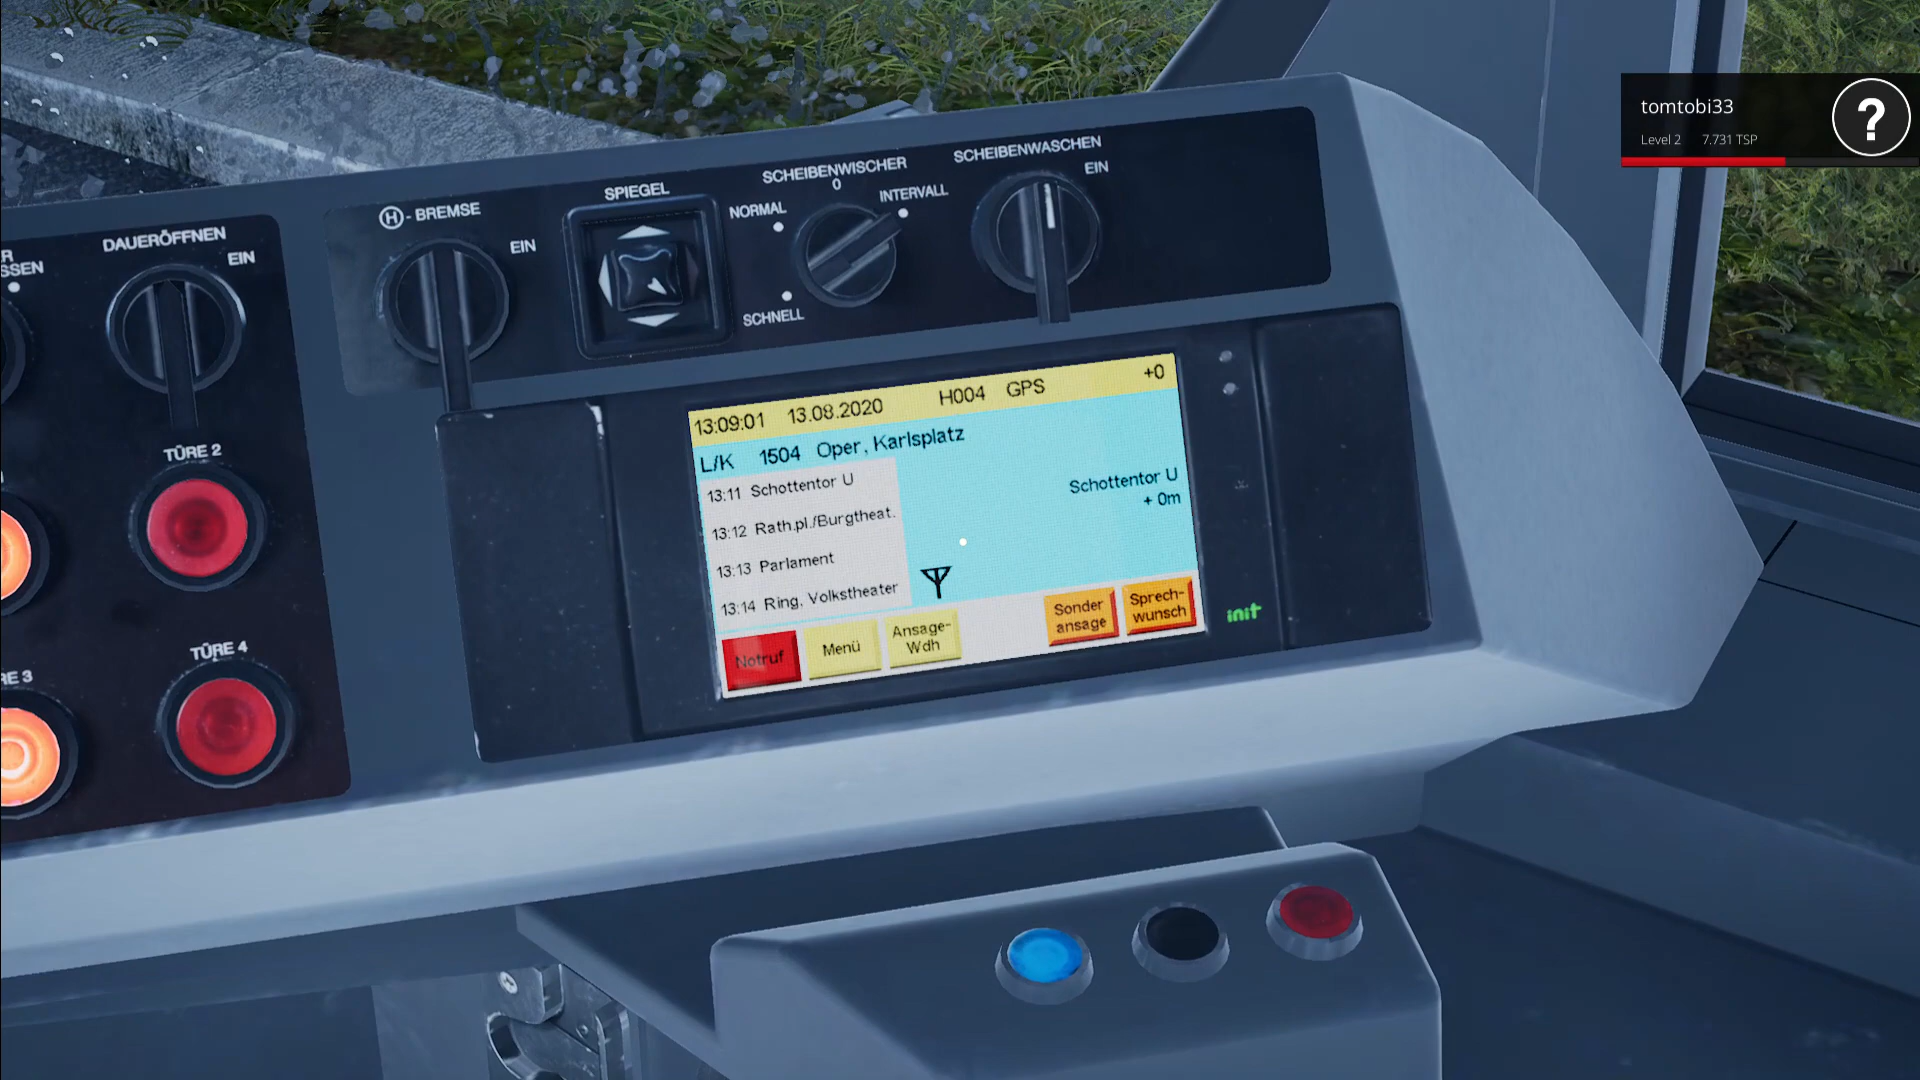 tomtobi33
Level 2 7.731 TSP
?
SCHEIBENWASCHEN
EIN
SCHEIBENWISCHER
0
NORMAL
INTERVALL
SCHNELL
SPIEGEL
H - BREMSE
EIN
DAUERÖFFNEN
EIN
TÜRE 2
TÜRE 4
13:09:01 13.08.2020 H004 GPS +0
L/K 1504 Oper, Karlsplatz
13:11 Schottentor U
13:12 Rath.pl./Burgtheat.
13:13 Parlament
13:14 Ring, Volkstheater
Schottentor U
+ 0m
Notruf
Menü
Ansage-
Wdh
Sonder
ansage
Sprech-
wunsch
init